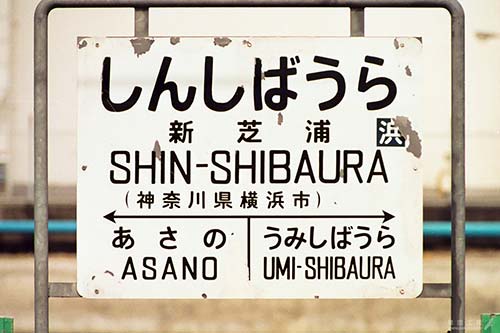 しんしばうら
新芝浦 浜
SHIN-SHIBAURA
(神奈川県横浜市)
あさの うみしばうら
ASANO UMI-SHIBAURA